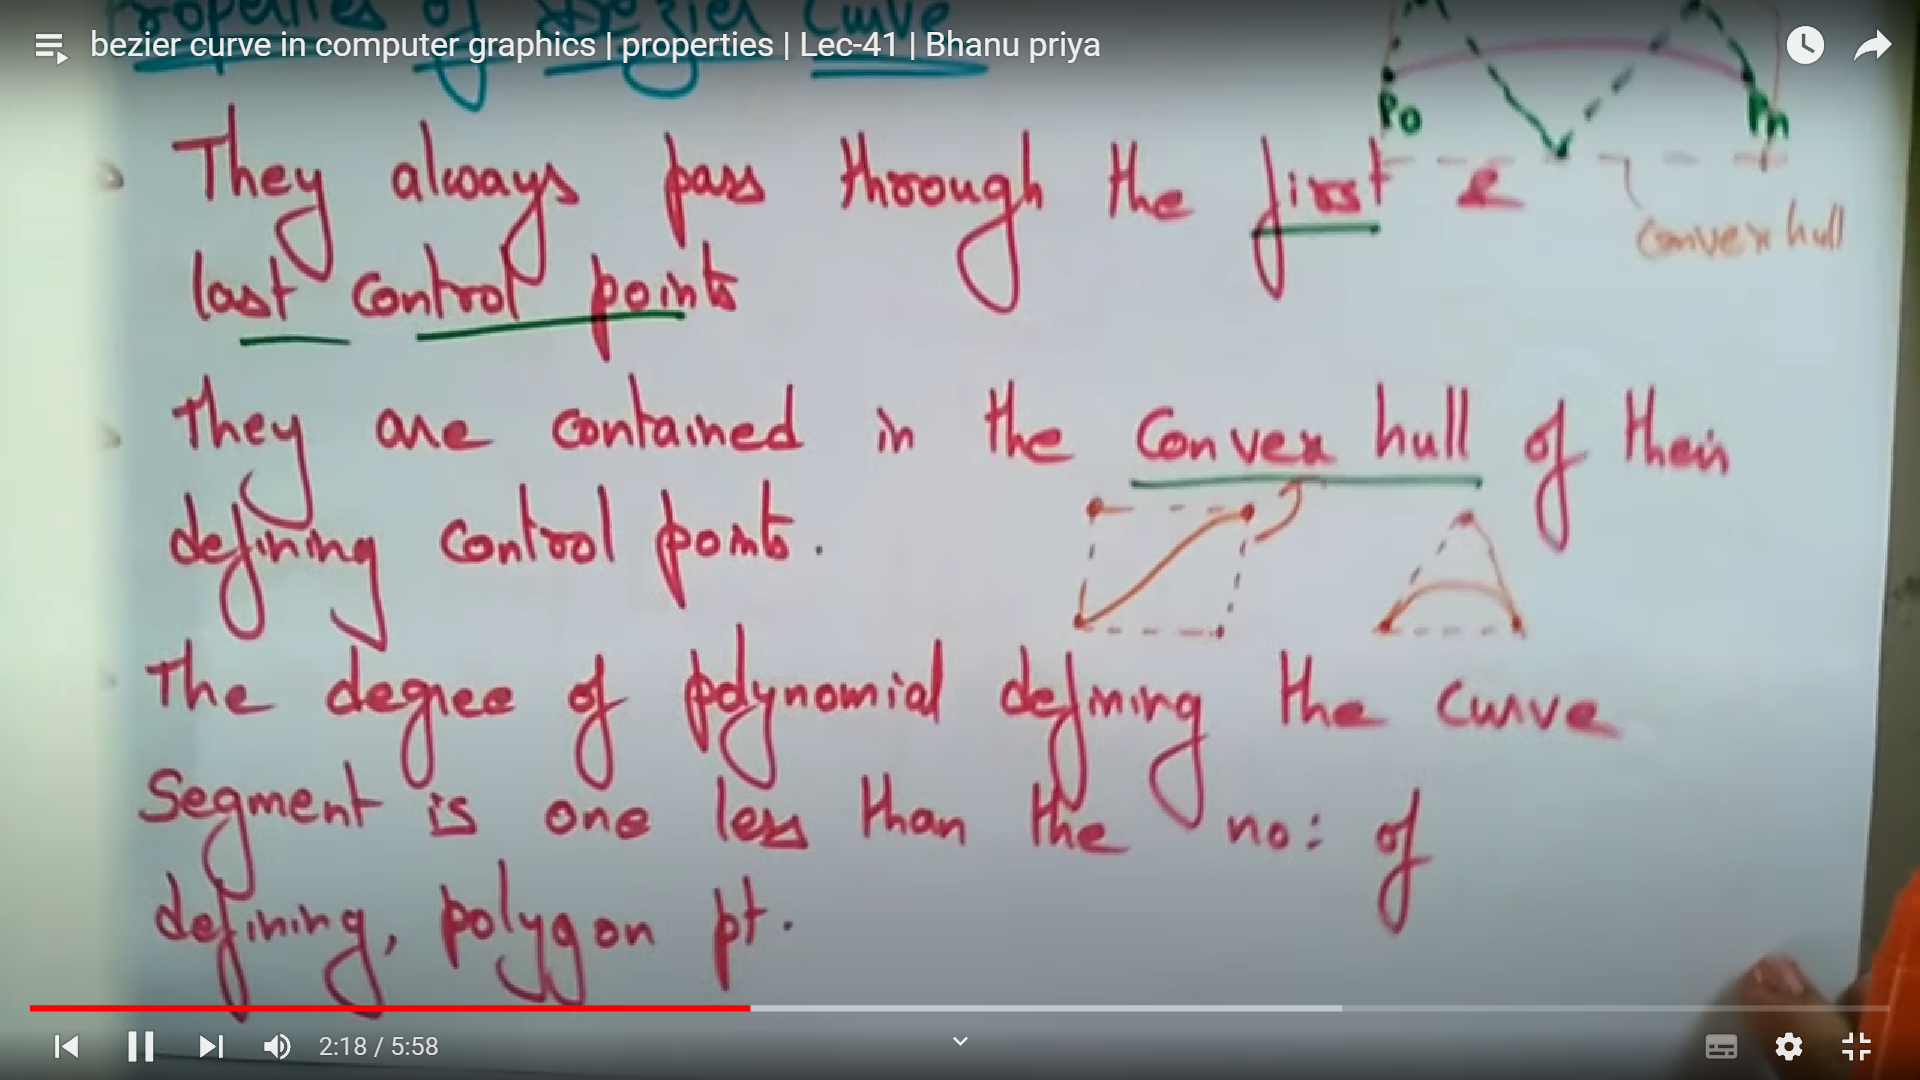 Properties of Bezier Curve
bezier curve in computer graphics | properties | Lec-41 | Bhanu priya
P0
Pn
They always pass through the first &
convex hull
last control points
They are contained in the Convex hull of their
defining control points.
The degree of polynomial defining the curve
Segment is one less than the no: of
defining, polygon pt.
2:18 / 5:58